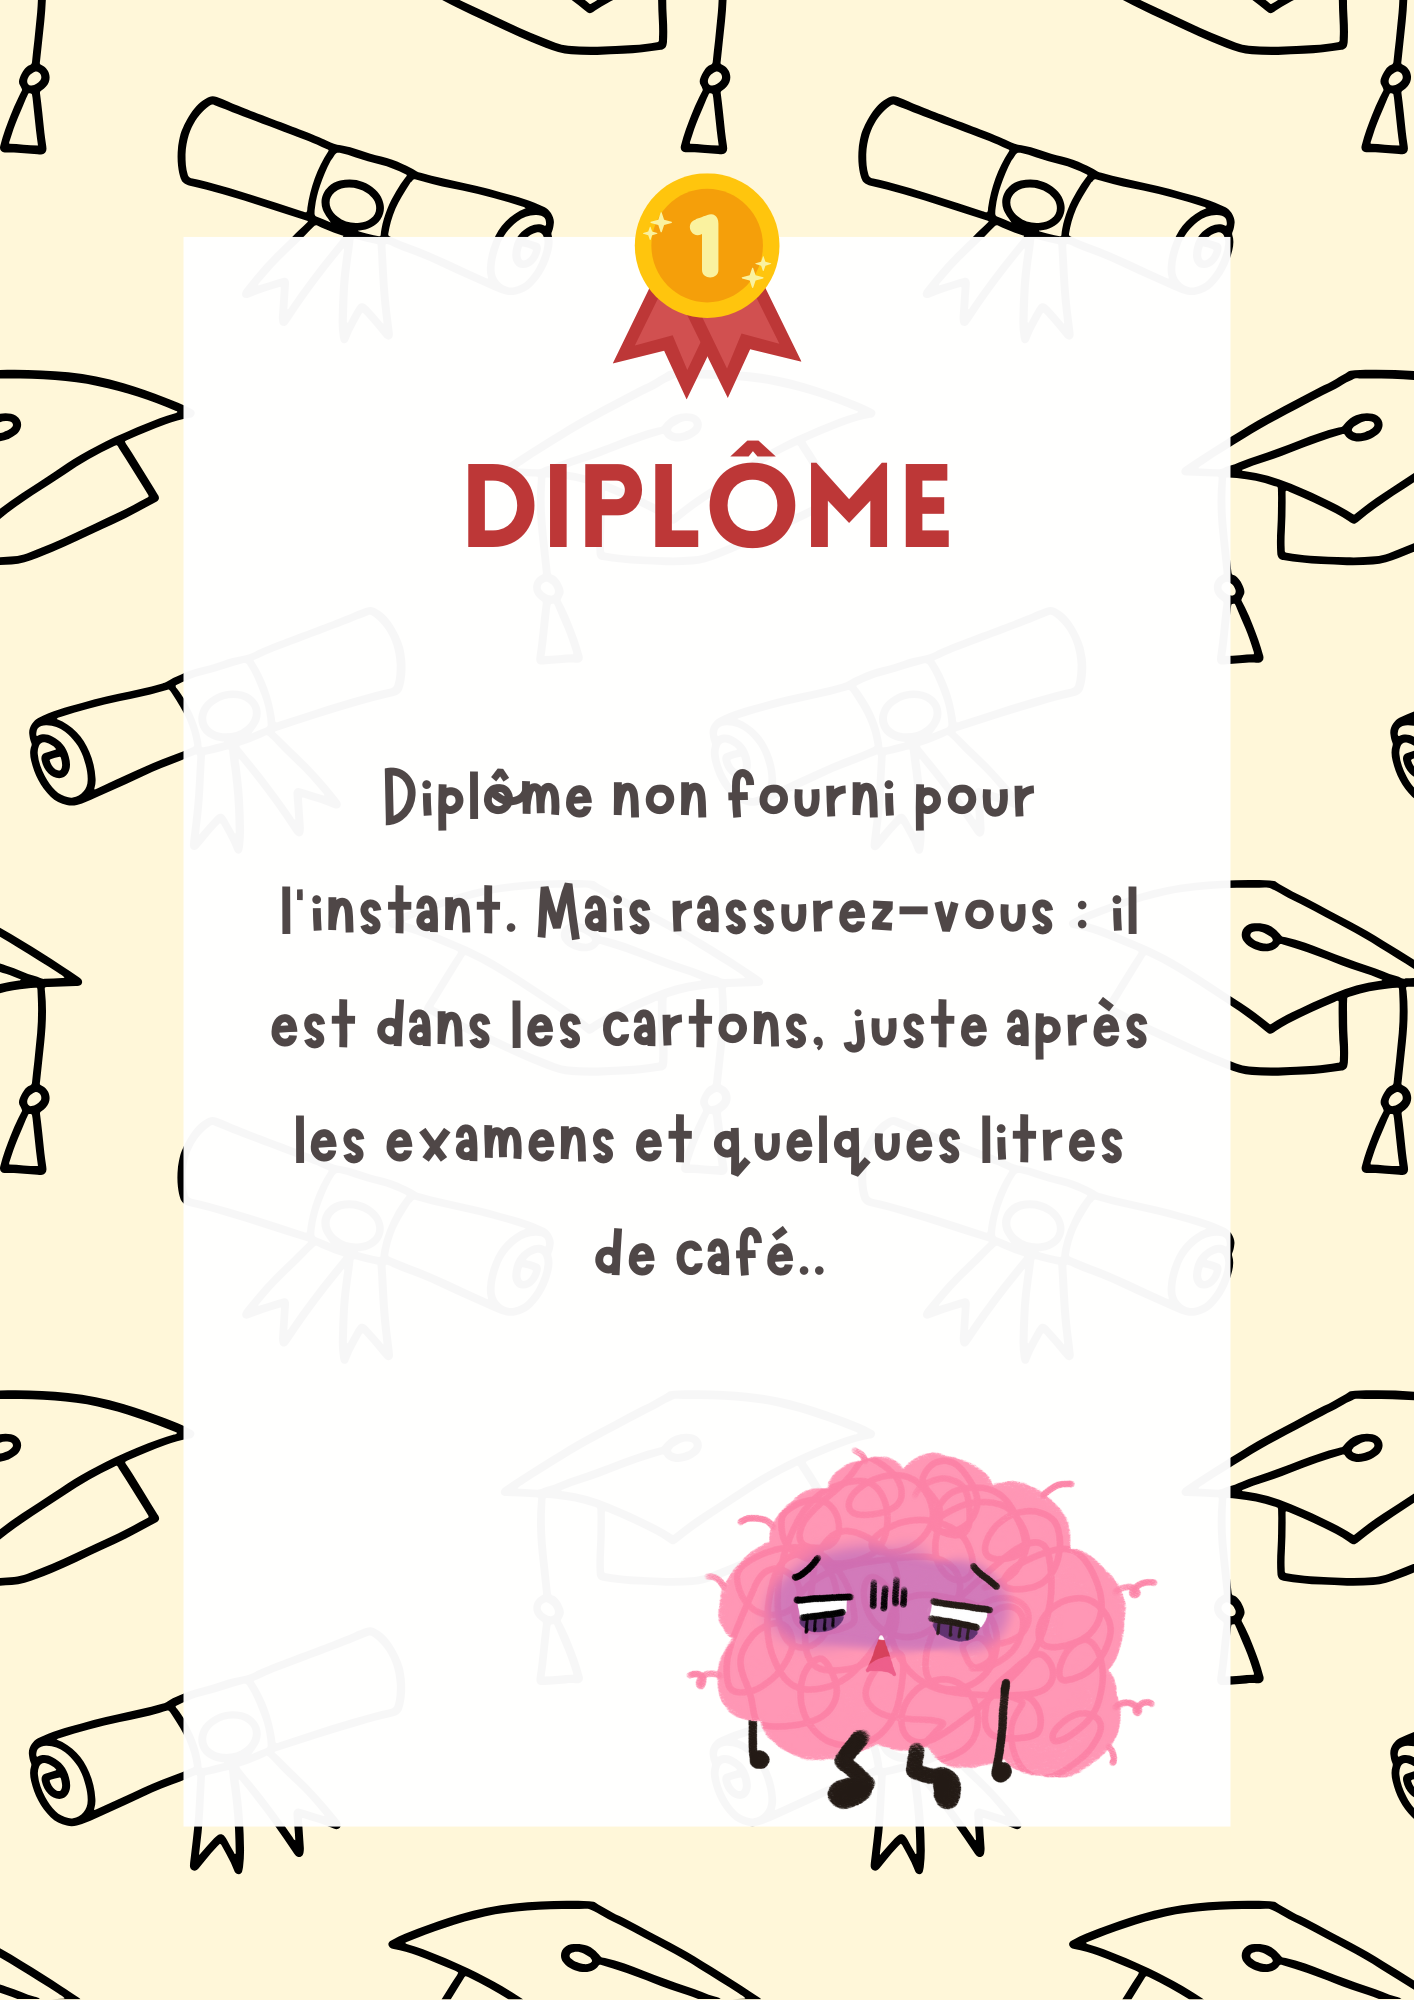 1
DIPLÔME
Diplôme non fourni pour
l'instant. Mais rassurez-vous : il
est dans les cartons, juste après
les examens et quelques litres
de café..